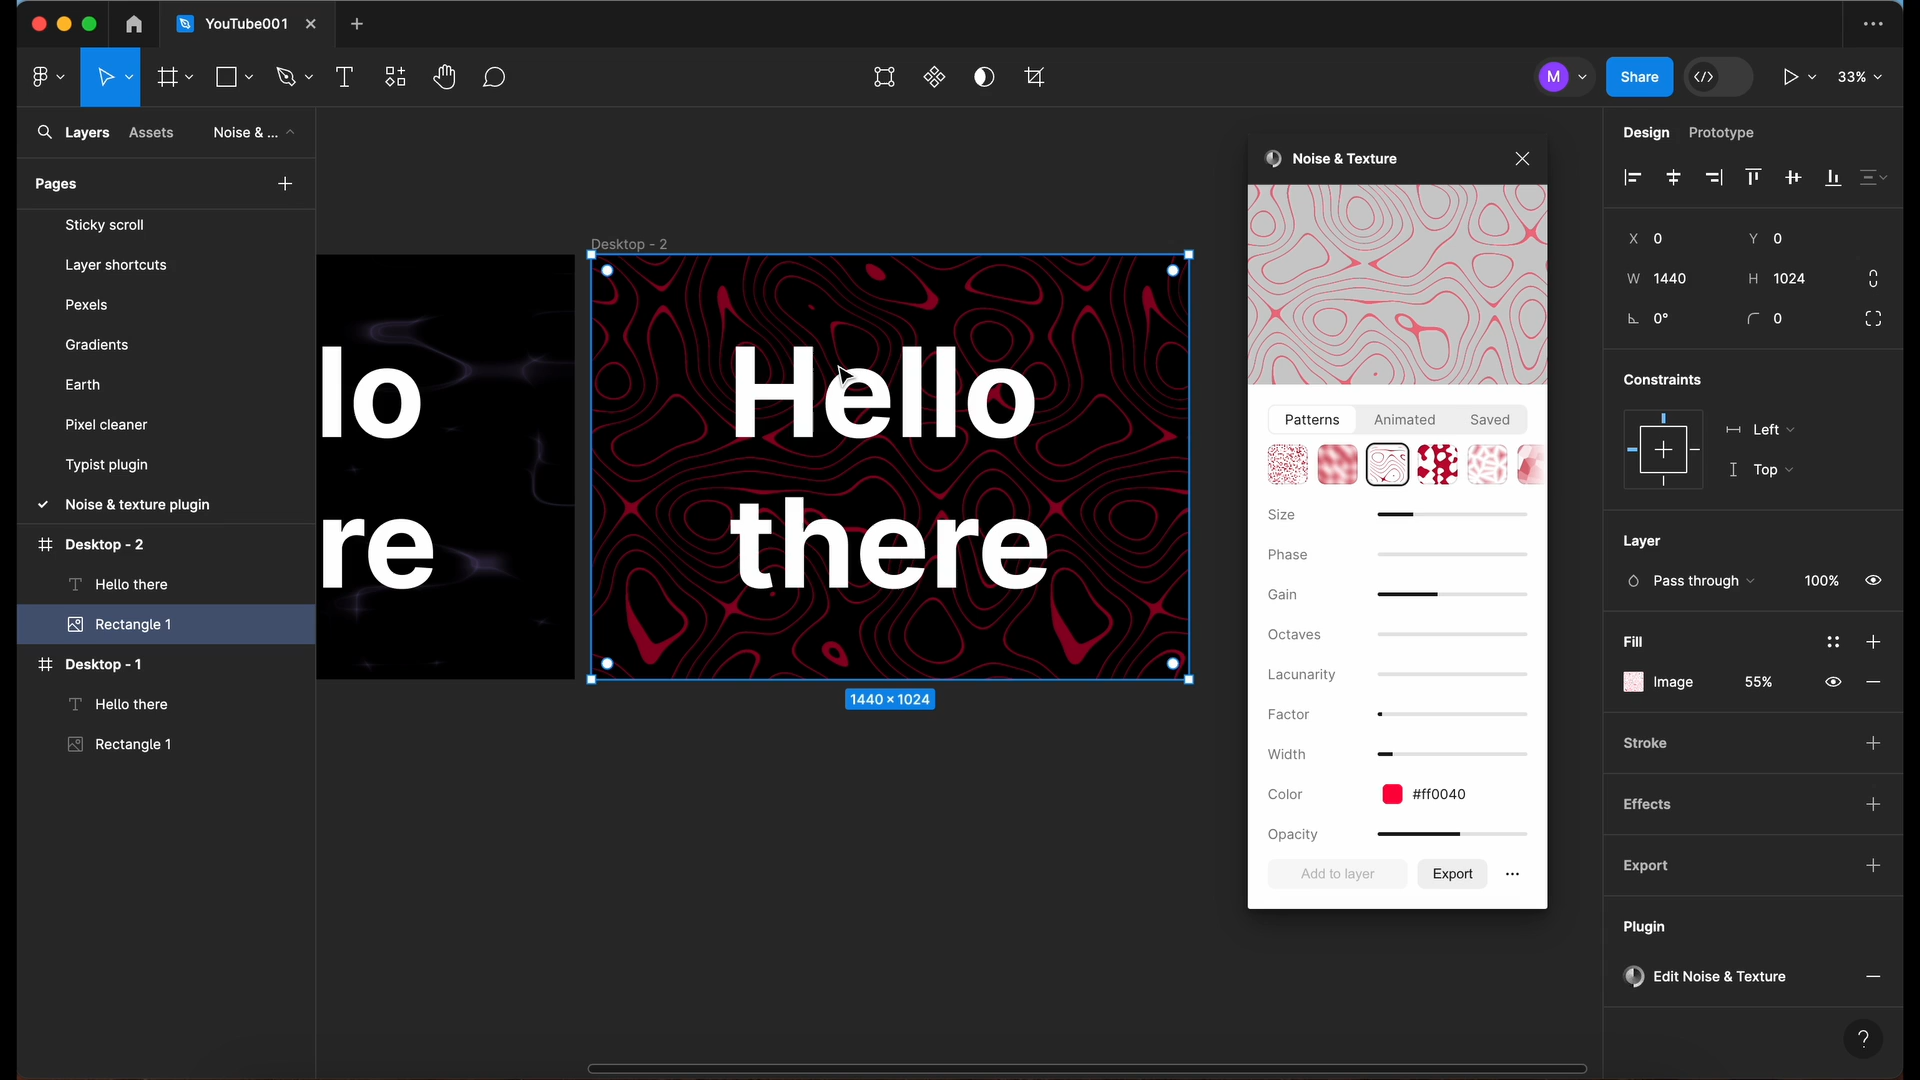 YouTube001
M
Share
33%
Layers
Assets
Noise & ...
Pages
Sticky scroll
Layer shortcuts
Pexels
Gradients
Earth
Pixel cleaner
Typist plugin
Noise & texture plugin
Desktop - 2
Hello there
Rectangle 1
Desktop - 1
Hello there
Rectangle 1
lo
re
Desktop - 2
Hello
there
1440 × 1024
Noise & Texture
Patterns
Animated
Saved
Size
Phase
Gain
Octaves
Lacunarity
Factor
Width
Color
#ff0040
Opacity
Add to layer
Export
Design
Prototype
X 0
Y 0
W 1440
H 1024
0°
0
Constraints
Left
Top
Layer
Pass through
100%
Fill
Image
55%
Stroke
Effects
Export
Plugin
Edit Noise & Texture
?